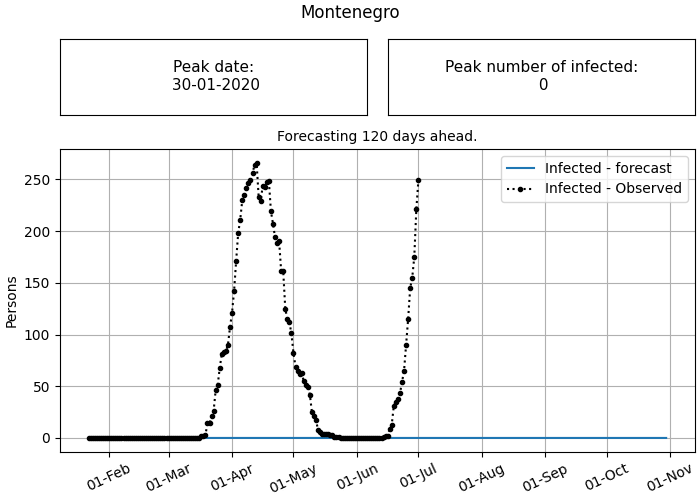 Montenegro
Peak date:
30-01-2020
Peak number of infected:
0
Forecasting 120 days ahead.
Infected - forecast
Infected - Observed
Persons
250
200
150
100
50
0
01-Feb
01-Mar
01-Apr
01-May
01-Jun
01-Jul
01-Aug
01-Sep
01-Oct
01-Nov